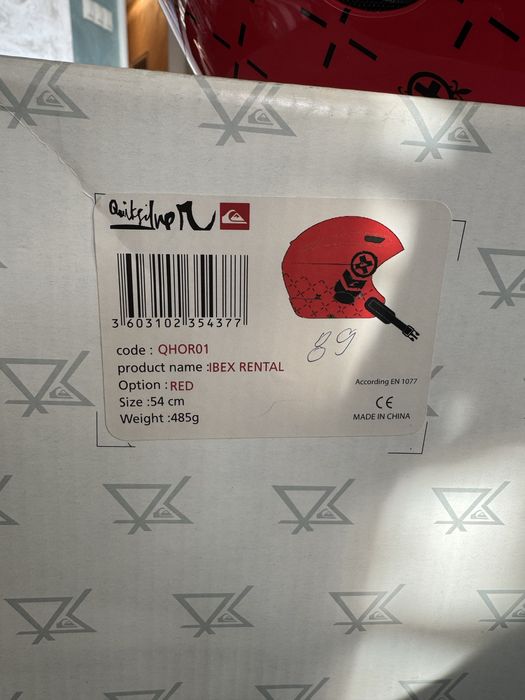 Quiksilver
3 603102 354377
code : QHOR01
product name :IBEX RENTAL
Option : RED
Size :54 cm
Weight :485g
89
According EN 1077
CE
MADE IN CHINA